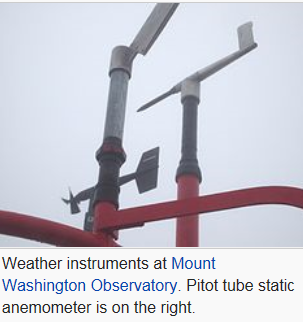 Weather instruments at Mount
Washington Observatory. Pitot tube static
anemometer is on the right.